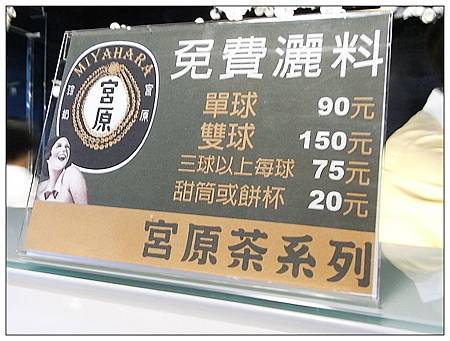 MIYAHARA
宮原
免費灑料
單球 90元
雙球 150元
三球以上每球 75元
甜筒或餅杯 20元
宮原茶系列